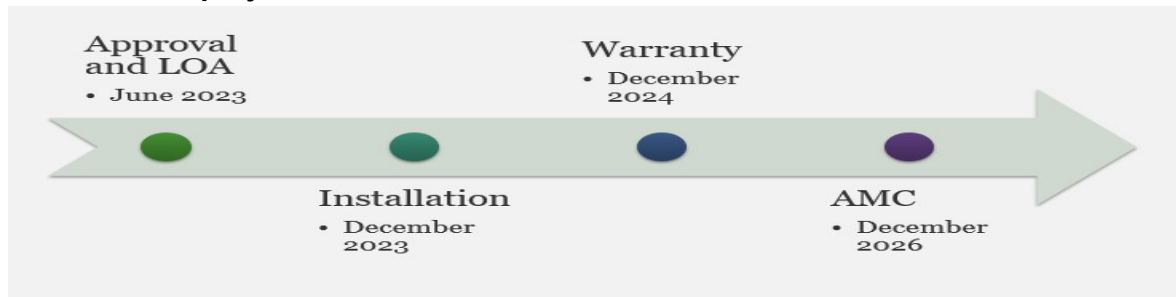 Approval
and LOA
• June 2023
Installation
• December
2023
Warranty
• December
2024
AMC
• December
2026